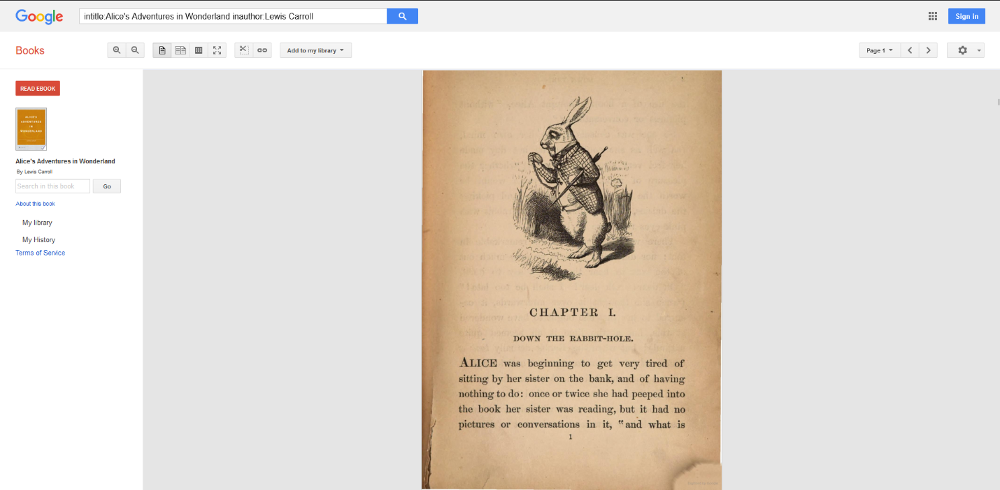 Google
intitle:Alice's Adventures in Wonderland inauthor:Lewis Carroll
Sign in
Books
Add to my library
Page 1
READ EBOOK
ALICE'S
ADVENTURES
IN
WONDERLAND
Alice's Adventures in Wonderland
By Lewis Carroll
Search in this book
Go
About this book
My library
My History
Terms of Service
CHAPTER I.
DOWN THE RABBIT-HOLE.
ALICE was beginning to get very tired of
sitting by her sister on the bank, and of having
nothing to do: once or twice she had peeped into
the book her sister was reading, but it had no
pictures or conversations in it, "and what is
1